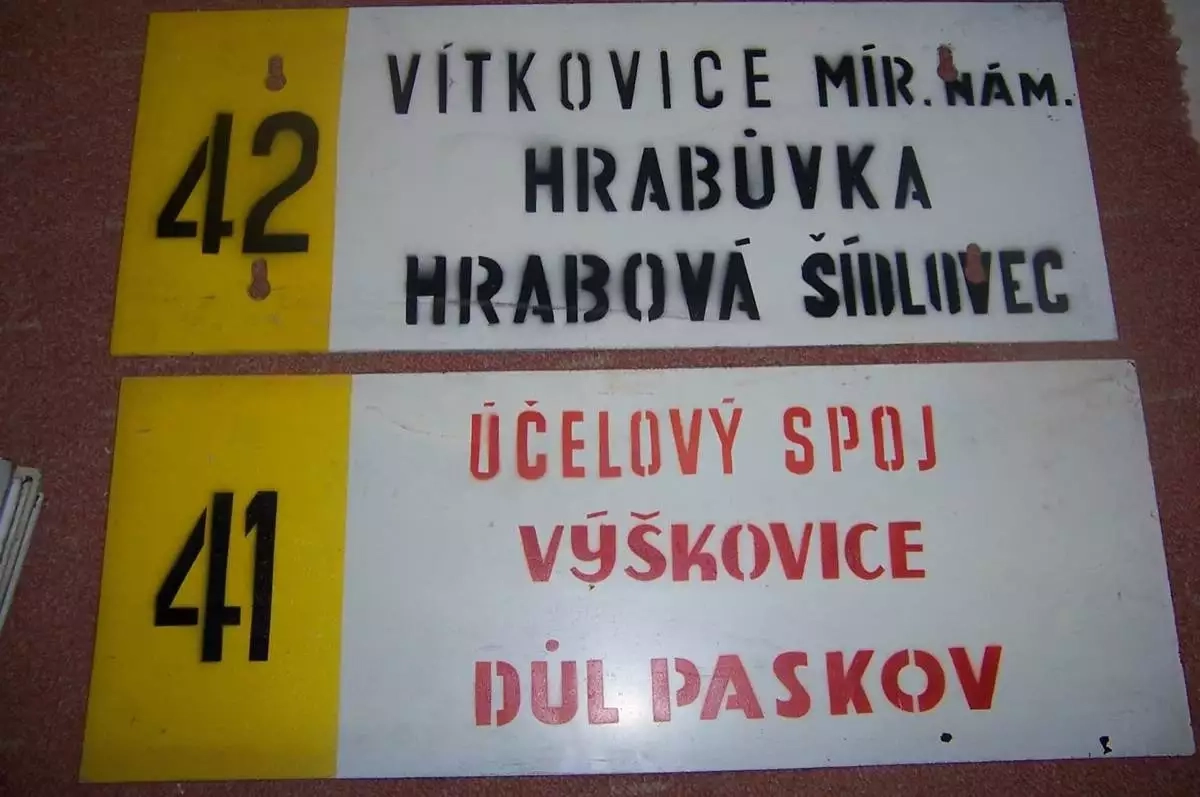 42
VÍTKOVICE MÍR. NÁM.
HRABŮVKA
HRABOVÁ ŠÍDLOVEC
41
ÚČELOVÝ SPOJ
VÝŠKOVICE
DŮL PASKOV